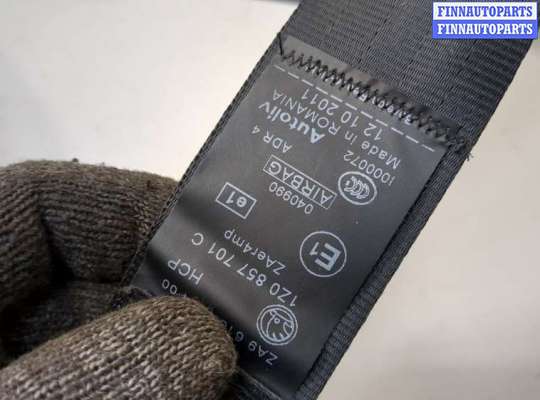 FINNAUTOPARTS
FINNAUTOPARTS
HCP
1Z0 857 701 C
ZAer4mp
E1
e1
040990
AIRBAG
ADR 4
Autoliv
Made in ROMANIA
1000072
12 10 2011